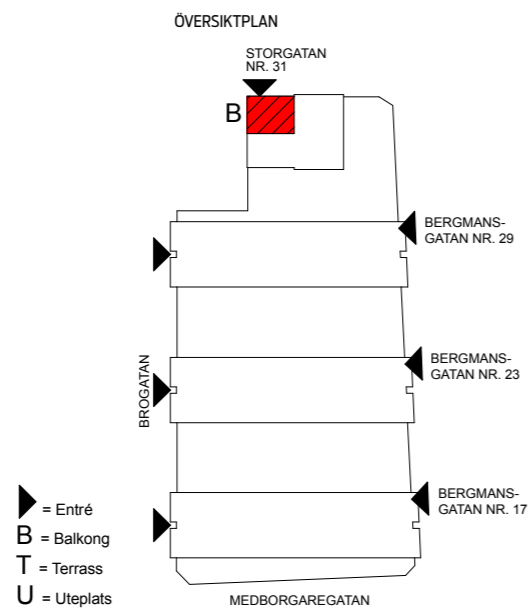 ÖVERSIKTPLAN
STORGATAN
NR. 31
B
BERGMANS-
GATAN NR. 29
BROGATAN
BERGMANS-
GATAN NR. 23
BERGMANS-
GATAN NR. 17
= Entré
B = Balkong
T = Terrass
U = Uteplats
MEDBORGAREGATAN